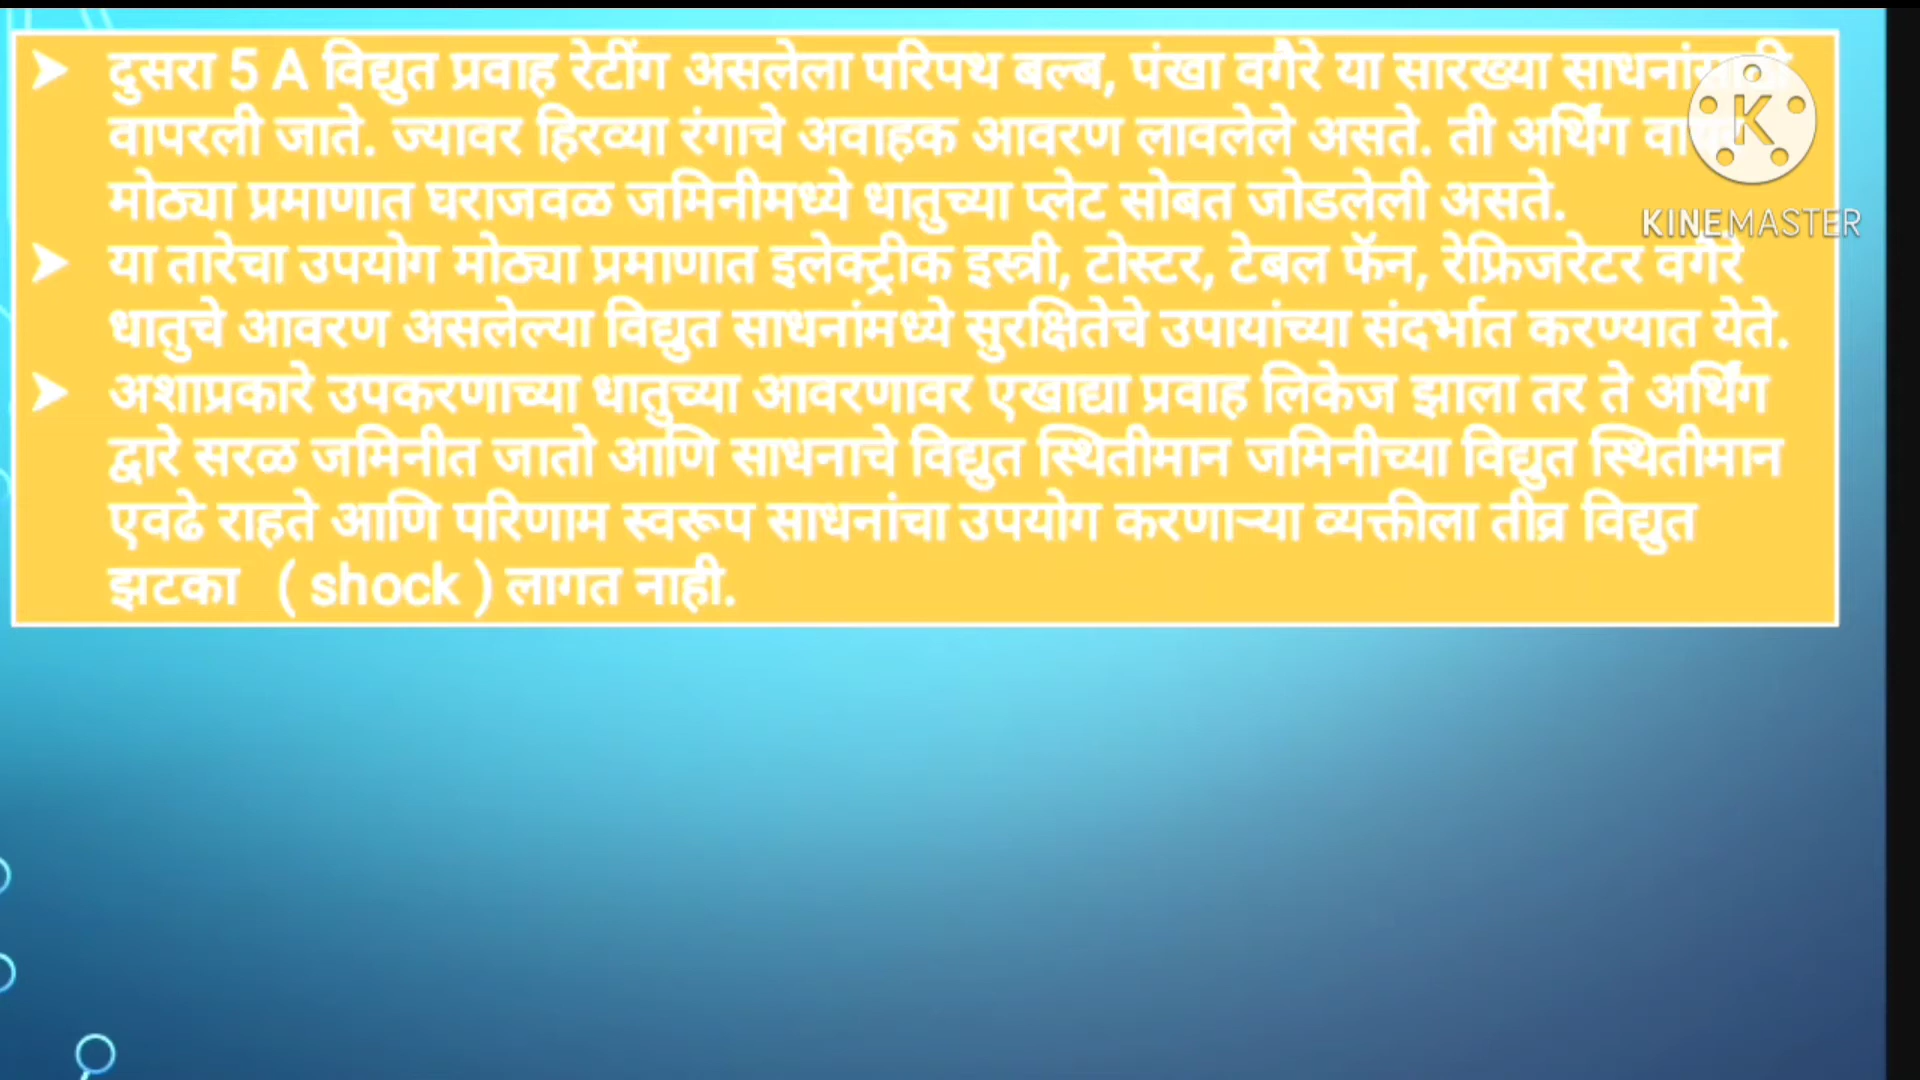 ➤ दुसरा 5 A विद्युत प्रवाह रेटींग असलेला परिपथ बल्ब, पंखा वगैरे या सारख्या
वापरली जाते. ज्यावर हिरव्या रंगाचे अवाहक आवरण लावलेले असते. ती अर्थिंग
मोठ्या प्रमाणात घराजवळ जमिनीमध्ये धातुच्या प्लेट सोबत जोडलेली असते.
➤ या तारेचा उपयोग मोठ्या प्रमाणात इलेक्ट्रीक इस्त्री, टोस्टर, टेबल फॅन, रेफ्रिजरेटर वगैरे
धातुचे आवरण असलेल्या विद्युत साधनांमध्ये सुरक्षितेचे उपायांच्या संदर्भात करण्यात येते.
➤ अशाप्रकारे उपकरणाच्या धातुच्या आवरणावर एखाद्या प्रवाह लिकेज झाला तर ते अर्थिंग
द्वारे सरळ जमिनीत जातो आणि साधनाचे विद्युत स्थितीमान जमिनीच्या विद्युत स्थितीमान
एवढे राहते आणि परिणाम स्वरूप साधनांचा उपयोग करणाऱ्या व्यक्तीला तीव्र विद्युत
झटका ( shock ) लागत नाही.
K
KINEMASTER